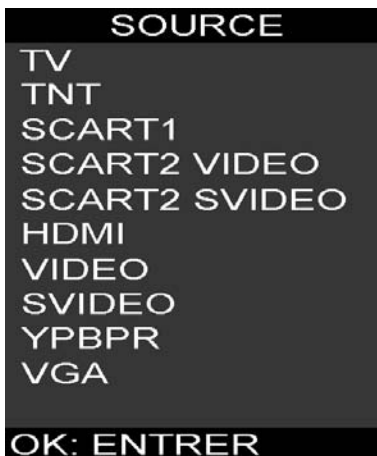 SOURCE
TV
TNT
SCART1
SCART2 VIDEO
SCART2 SVIDEO
HDMI
VIDEO
SVIDEO
YPBPR
VGA
OK: ENTRER